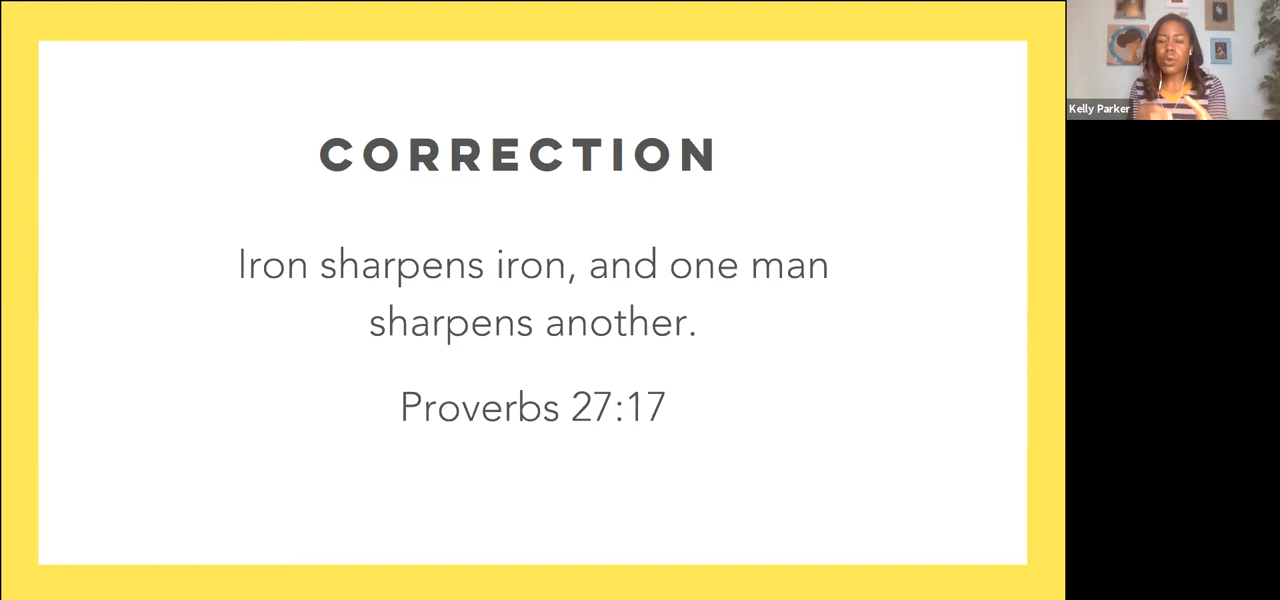 CORRECTION
Iron sharpens iron, and one man
sharpens another.
Proverbs 27:17
Kelly Parker